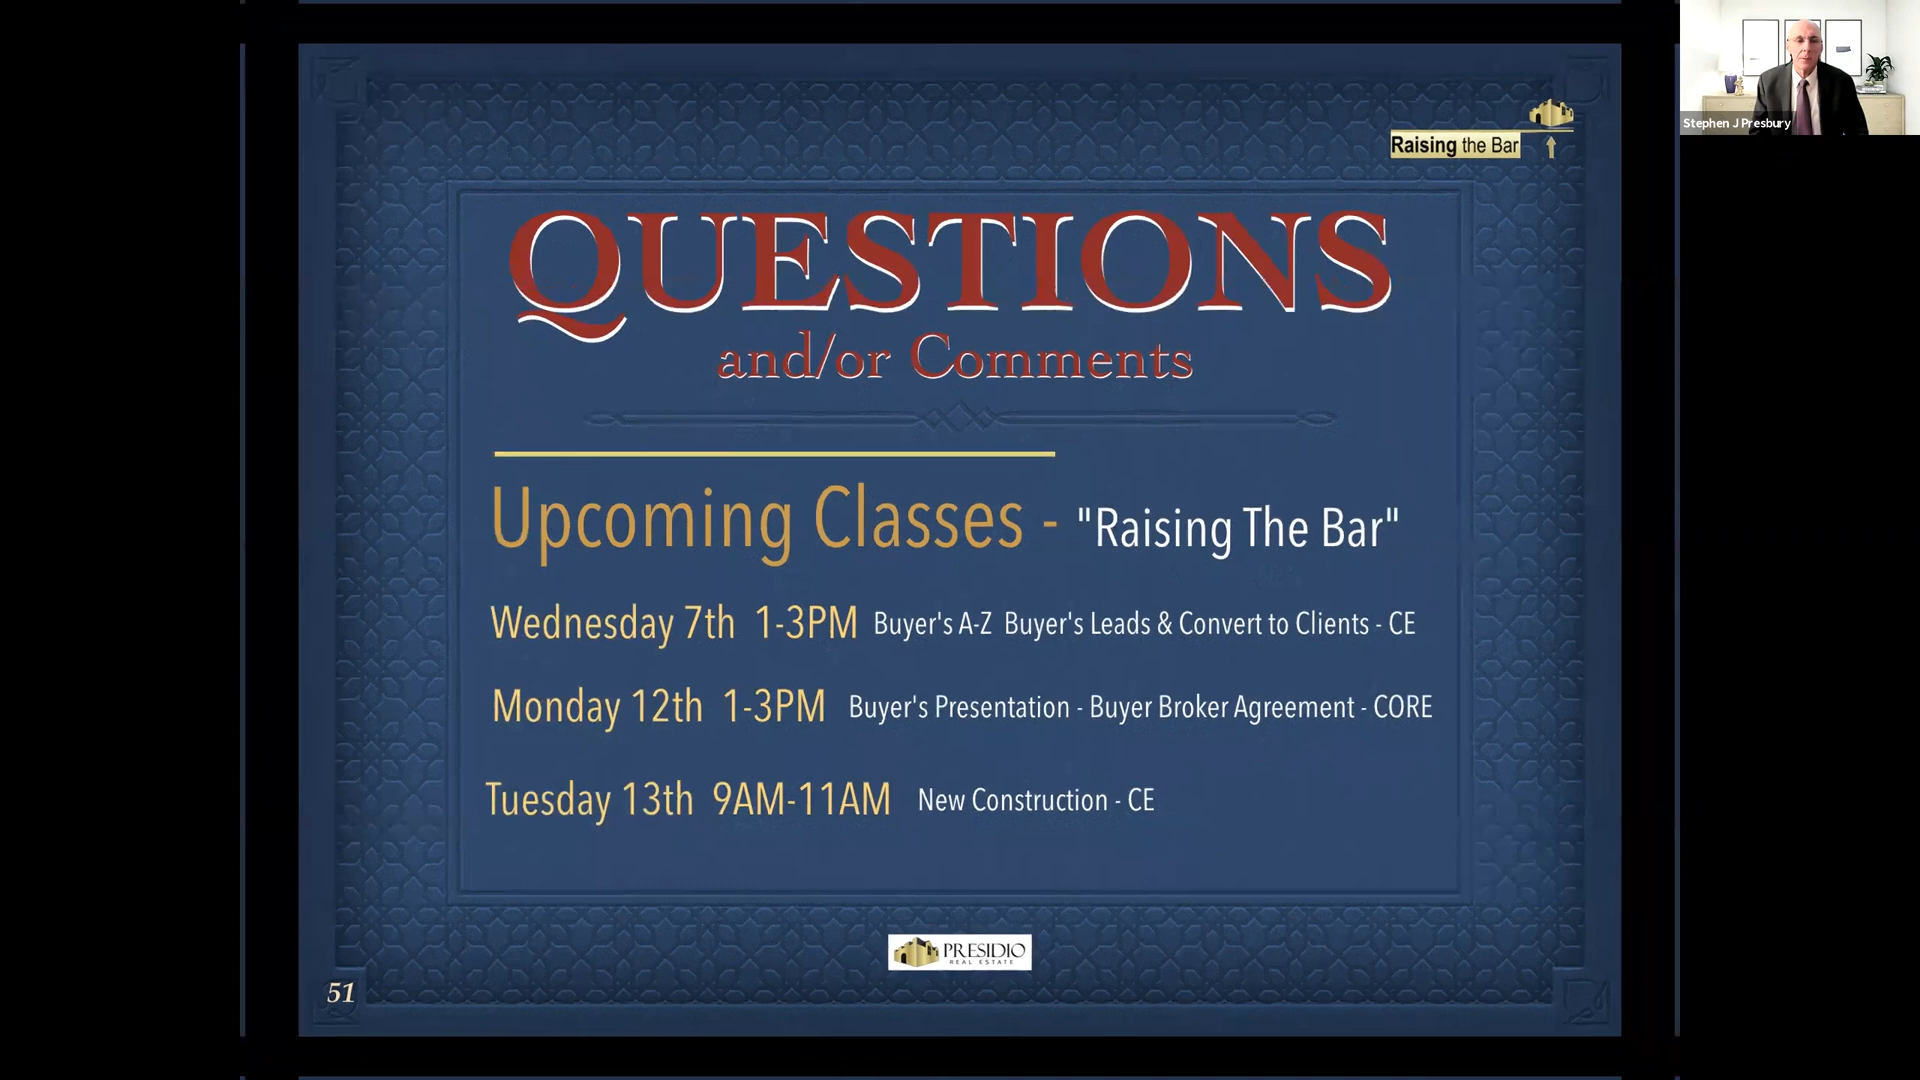 Stephen J Presbury
Raising the Bar
QUESTIONS
and/or Comments
Upcoming Classes - "Raising The Bar"
Wednesday 7th 1-3PM Buyer's A-Z Buyer's Leads & Convert to Clients - CE
Monday 12th 1-3PM Buyer's Presentation - Buyer Broker Agreement - CORE
Tuesday 13th 9AM-11AM New Construction - CE
PRESIDIO
REAL ESTATE
51